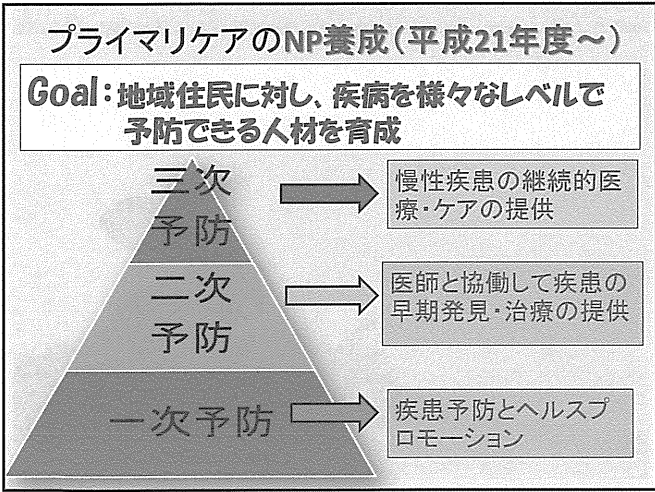 プライマリケアのNP養成（平成21年度～）
Goal：地域住民に対し、疾病を様々なレベルで
予防できる人材を育成
三次
予防
慢性疾患の継続的医
療・ケアの提供
二次
予防
医師と協働して疾患の
早期発見・治療の提供
一次予防
疾患予防とヘルスプ
ロモーション